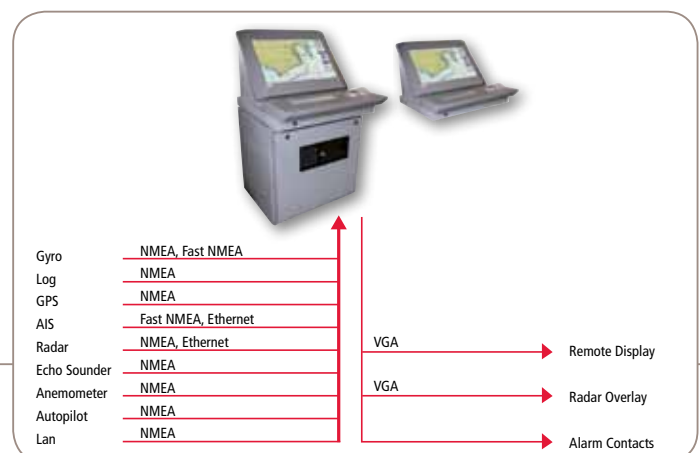 Gyro NMEA, Fast NMEA
Log NMEA
GPS NMEA
AIS Fast NMEA, Ethernet
Radar NMEA, Ethernet
Echo Sounder NMEA
Anemometer NMEA
Autopilot NMEA
Lan NMEA
VGA Remote Display
VGA Radar Overlay
Alarm Contacts